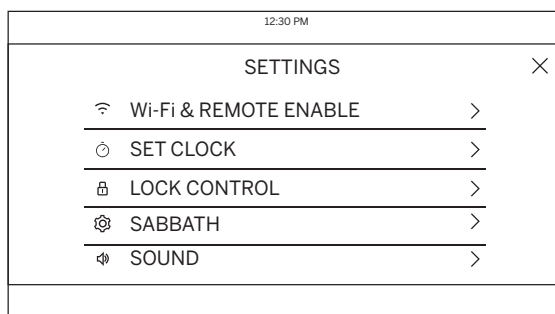 12:30 PM
SETTINGS
Wi-Fi & REMOTE ENABLE
SET CLOCK
LOCK CONTROL
SABBATH
SOUND